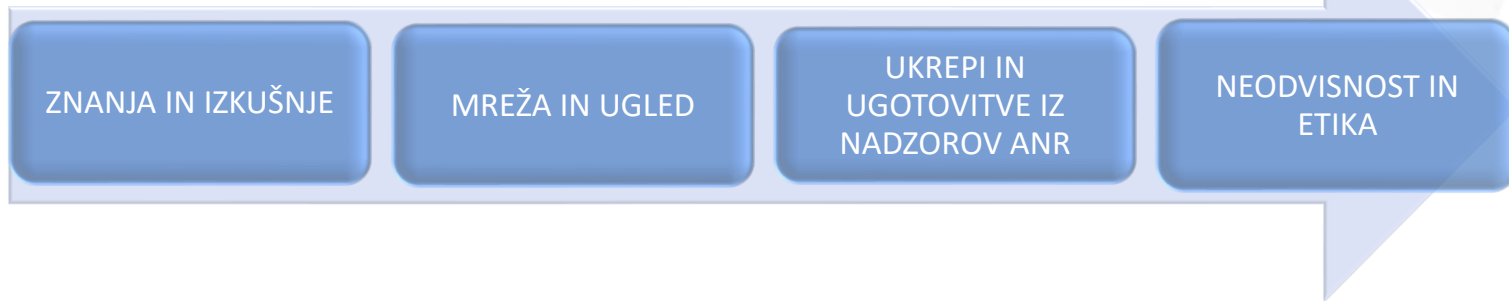 ZNANJA IN IZKUŠNJE
MREŽA IN UGLED
UKREPI IN
UGOTOVITVE IZ
NADZOROV ANR
NEODVISNOST IN
ETIKA